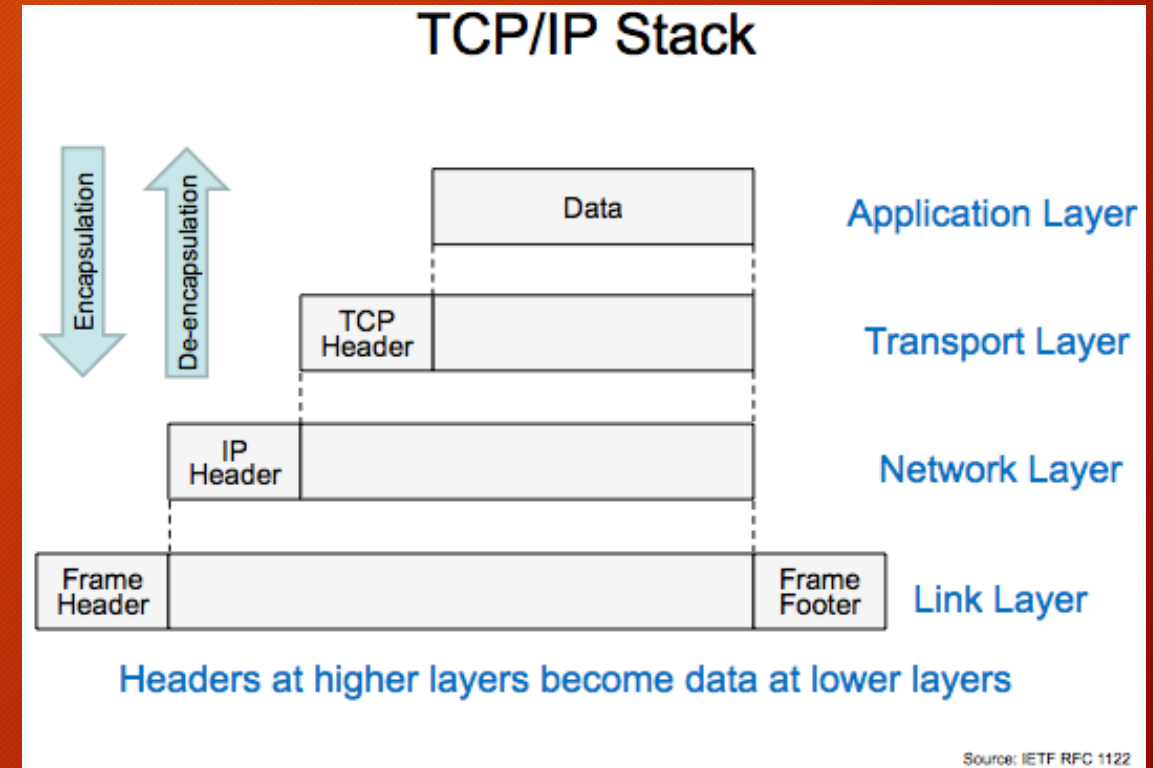 TCP/IP Stack
Encapsulation
De-encapsulation
Data
Application Layer
TCP
Header
Transport Layer
IP
Header
Network Layer
Frame
Header
Frame
Footer
Link Layer
Headers at higher layers become data at lower layers
Source: IETF RFC 1122